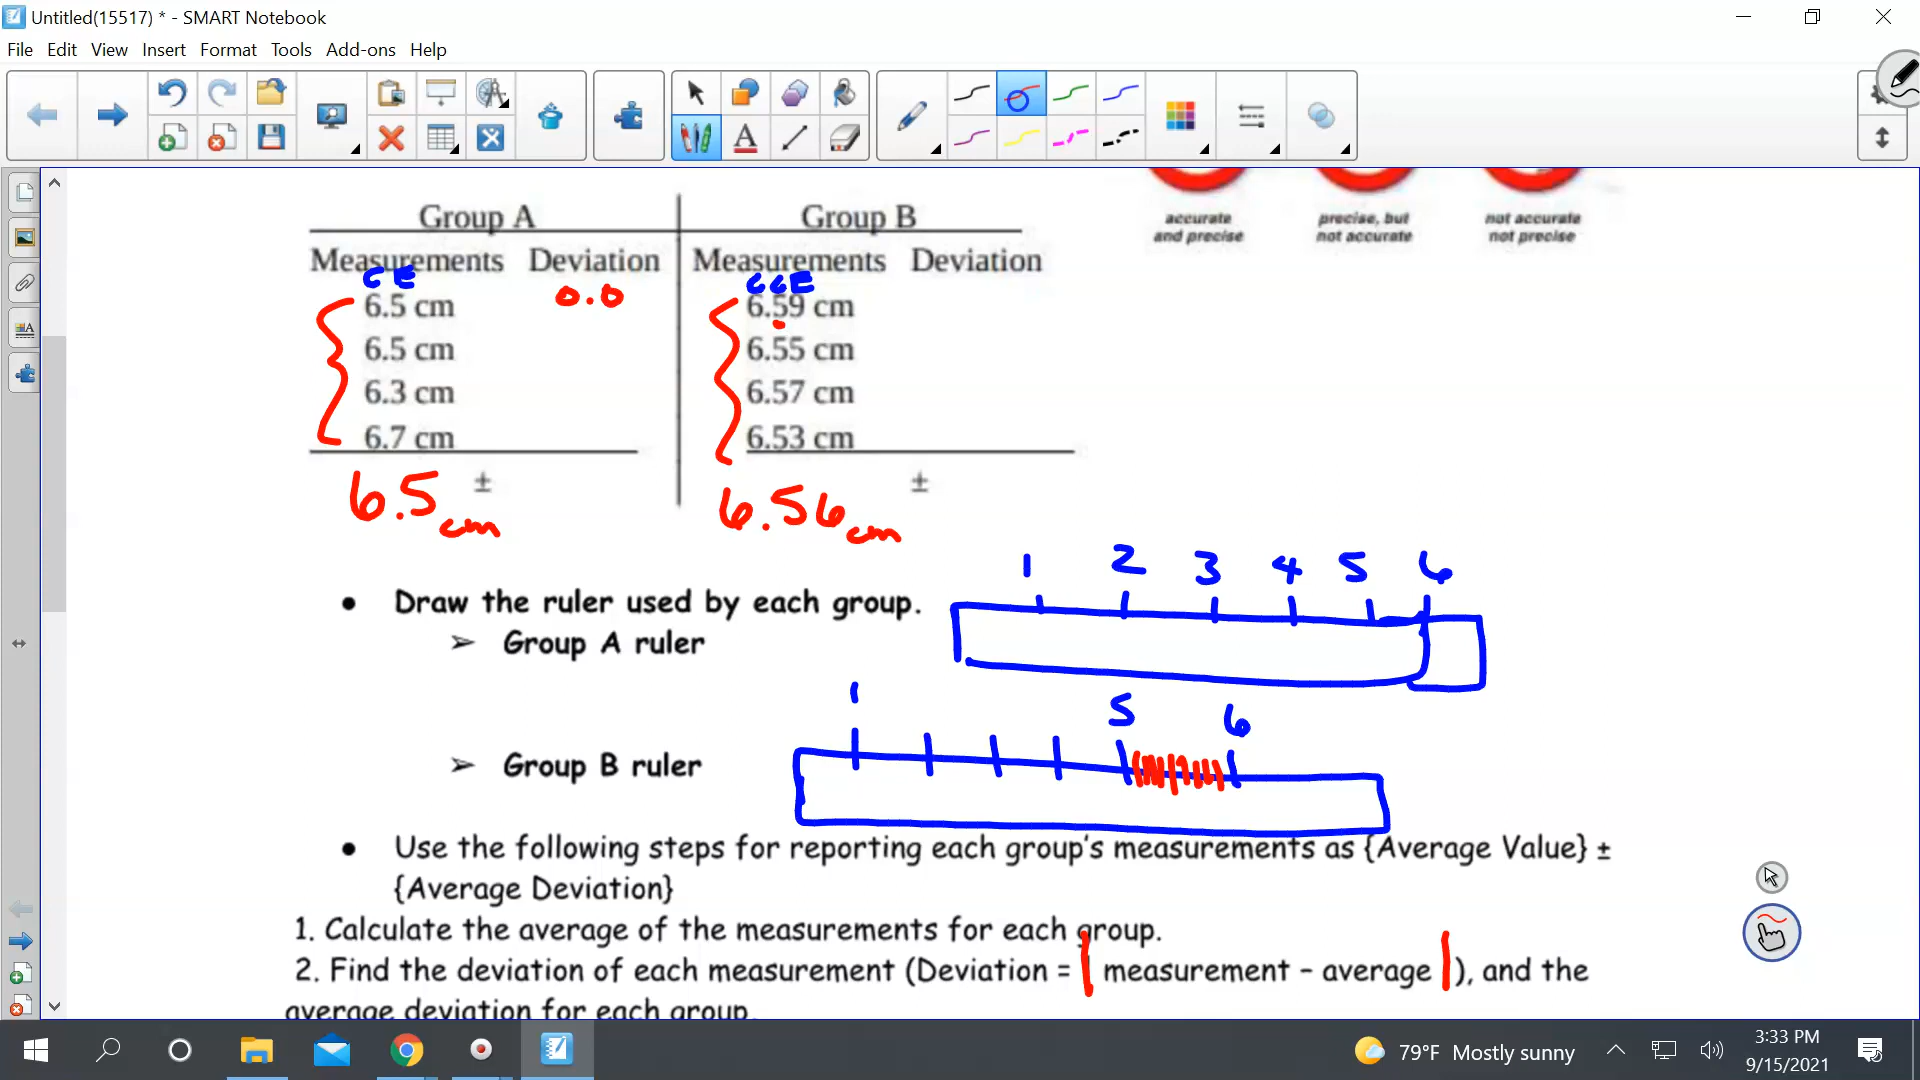 Untitled(15517) * - SMART Notebook
File Edit View Insert Format Tools Add-ons Help
Group A Group B
accurate and precise
precise, but not accurate
not accurate not precise
Measurements Deviation Measurements Deviation
C E C C E
6.5 cm 0.0 6.59 cm
6.5 cm 6.55 cm
6.3 cm 6.57 cm
6.7 cm 6.53 cm
6.5 cm ± 6.56 cm ±
1 2 3 4 5 6
• Draw the ruler used by each group.
➢ Group A ruler
1 5 6
➢ Group B ruler
• Use the following steps for reporting each group's measurements as {Average Value} ±
{Average Deviation}
1. Calculate the average of the measurements for each group.
2. Find the deviation of each measurement (Deviation = | measurement – average |), and the
average deviation for each group.
79°F Mostly sunny
3:33 PM
9/15/2021